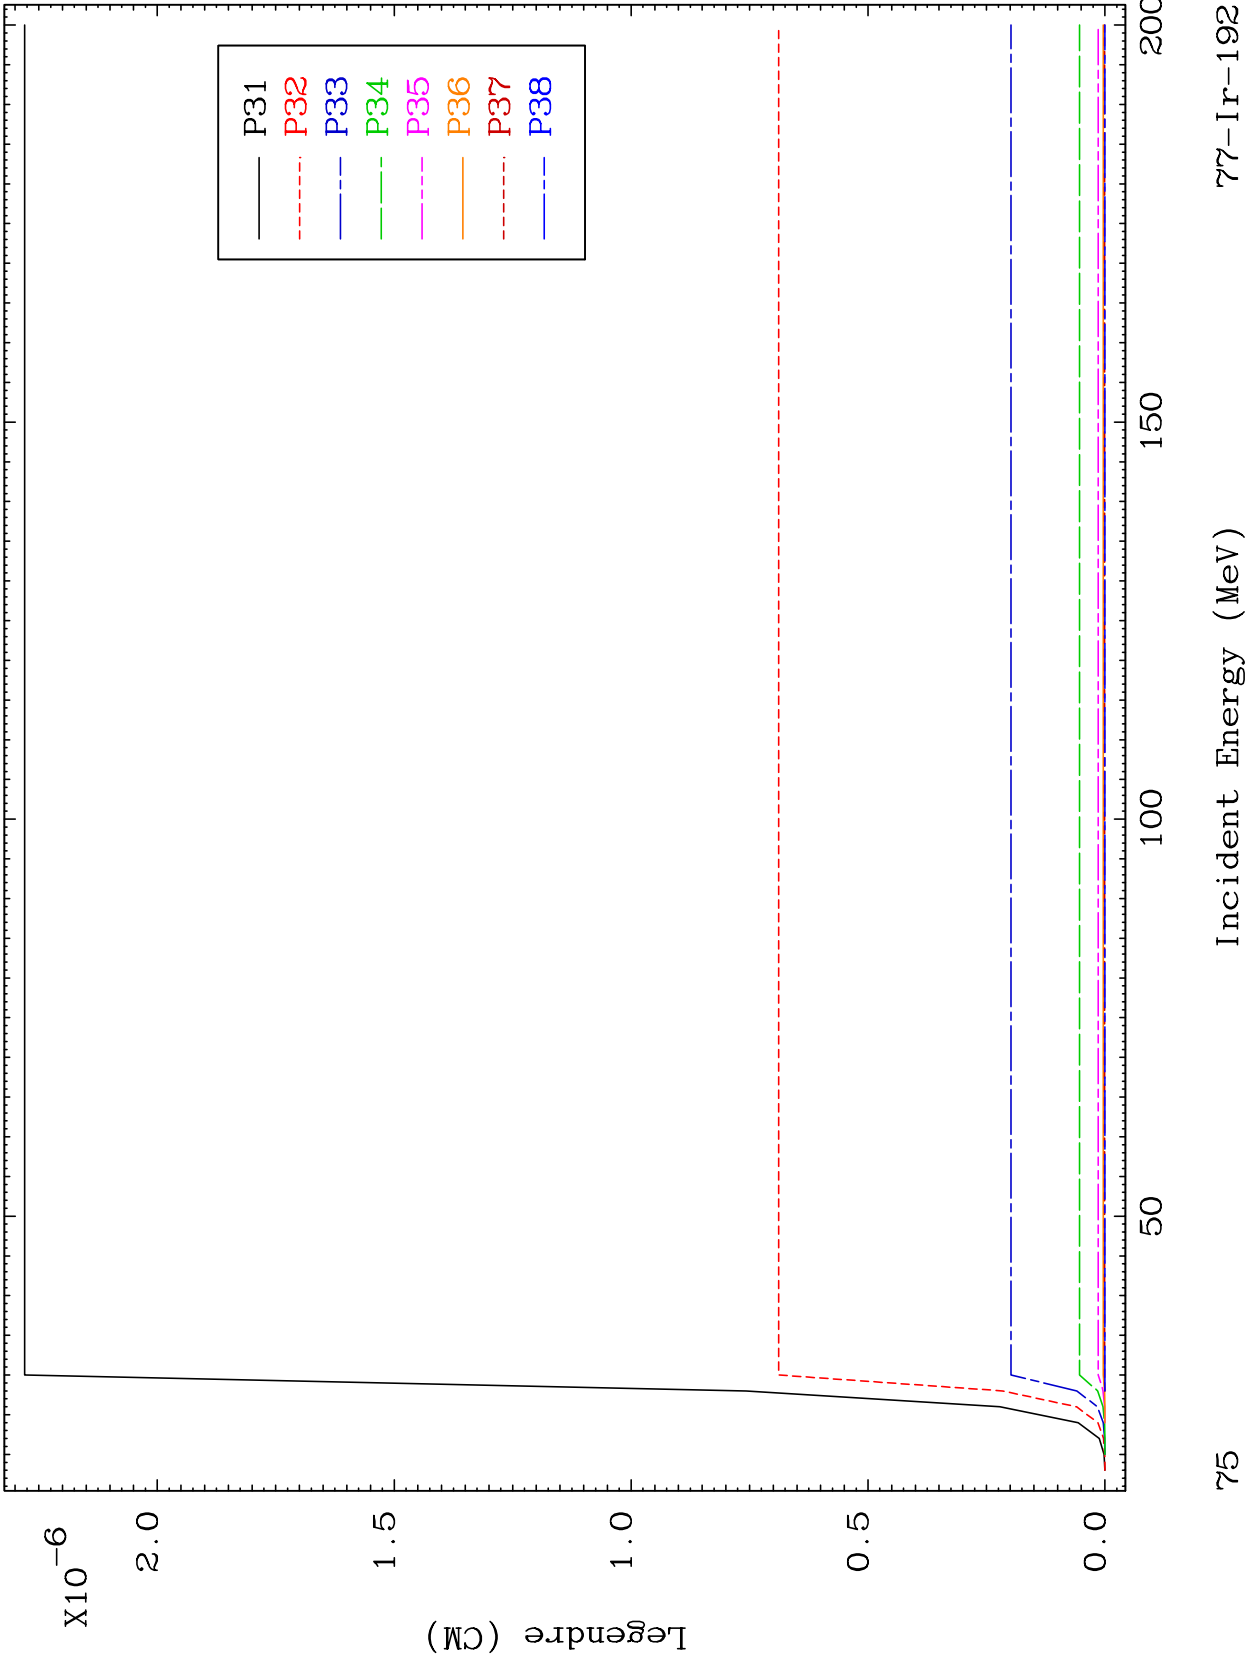 X10-6
2.0
1.5
1.0
0.5
0.0
Legendre (CM)
P31
P32
P33
P34
P35
P36
P37
P38
50
100
150
200
75
Incident Energy (MeV)
77-Ir-192